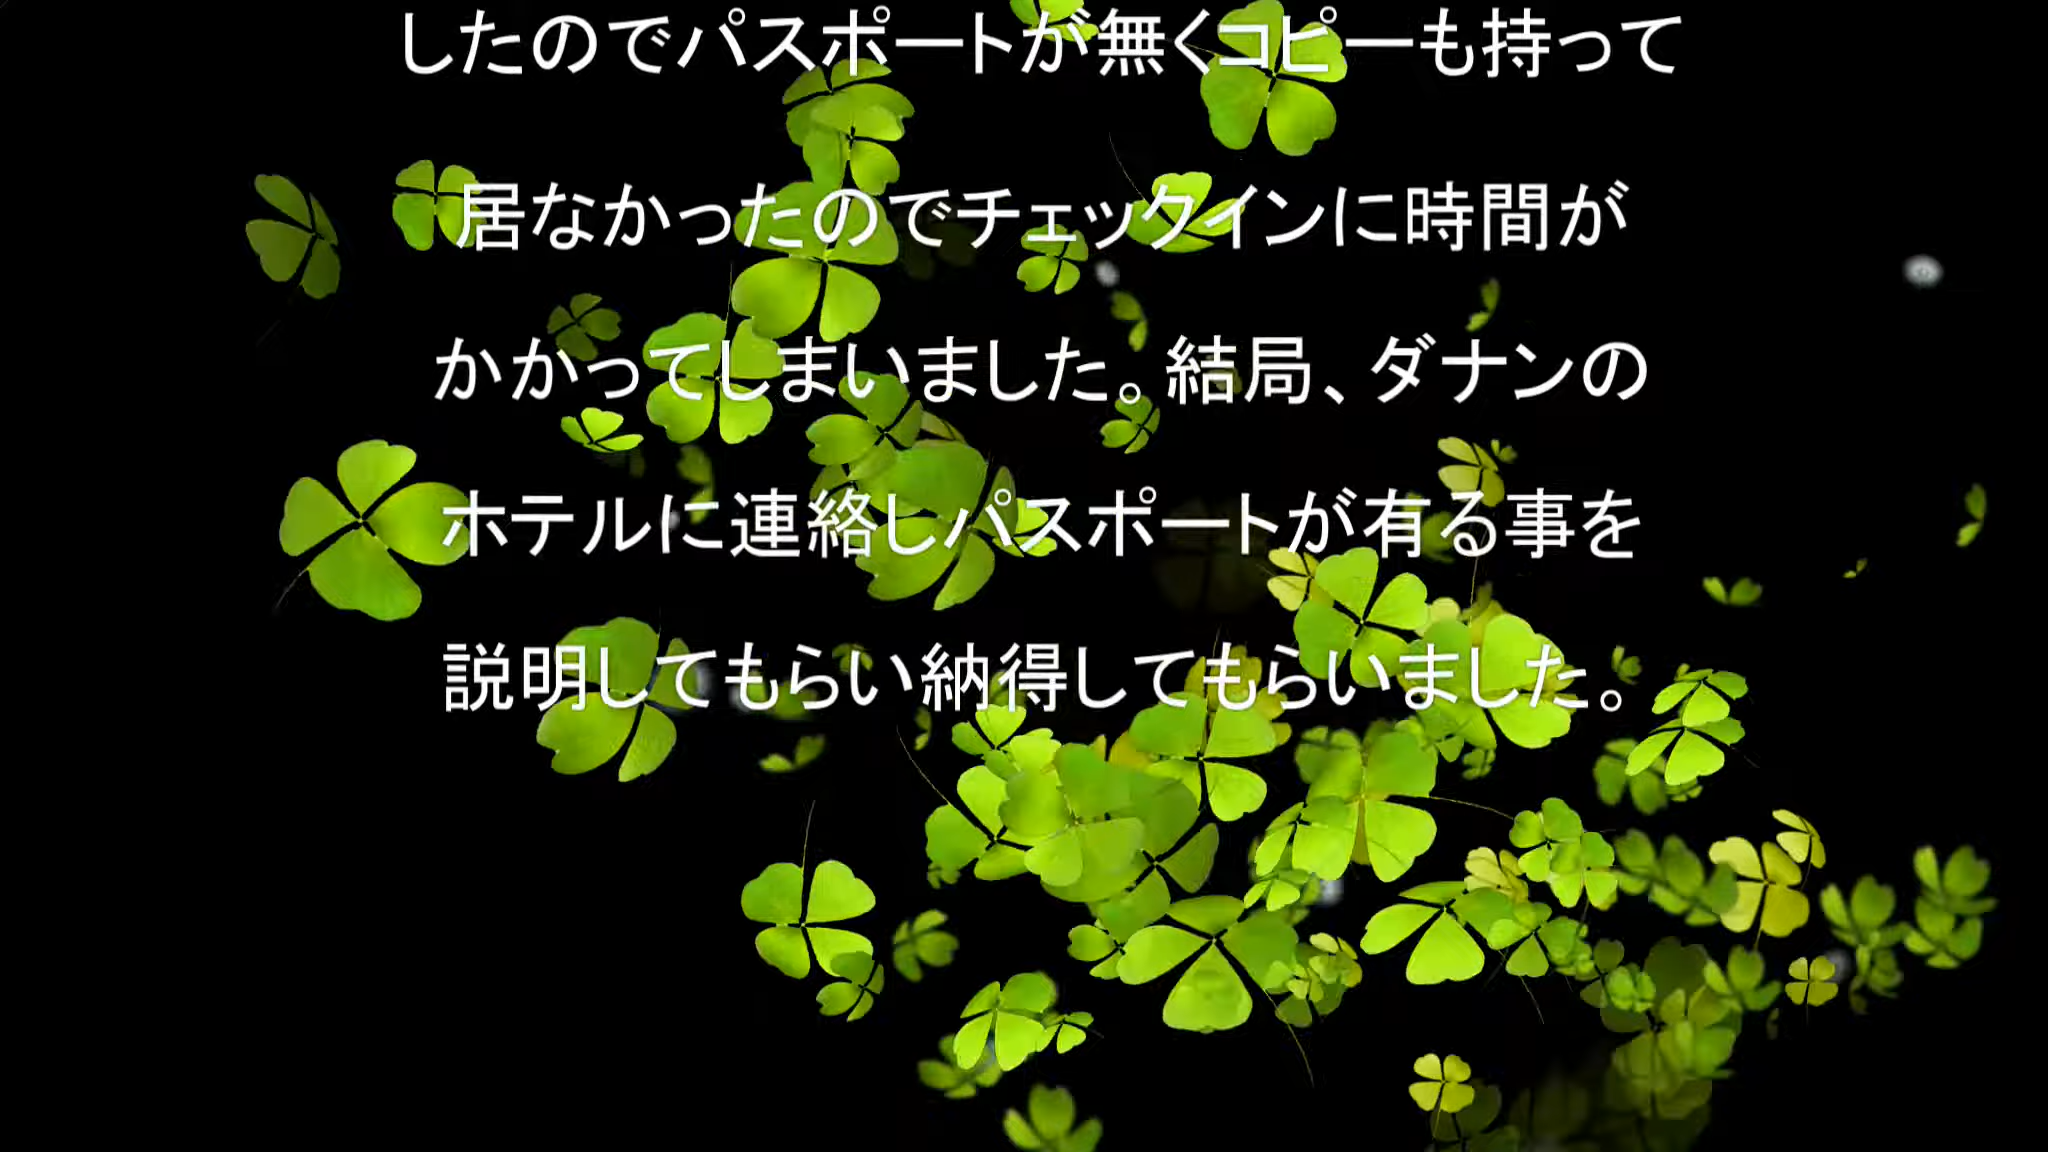 したのでパスポートが無くコピーも持って
居なかったのでチェックインに時間が
かかってしまいました。結局、ダナンの
ホテルに連絡しパスポートが有る事を
説明してもらい納得してもらいました。